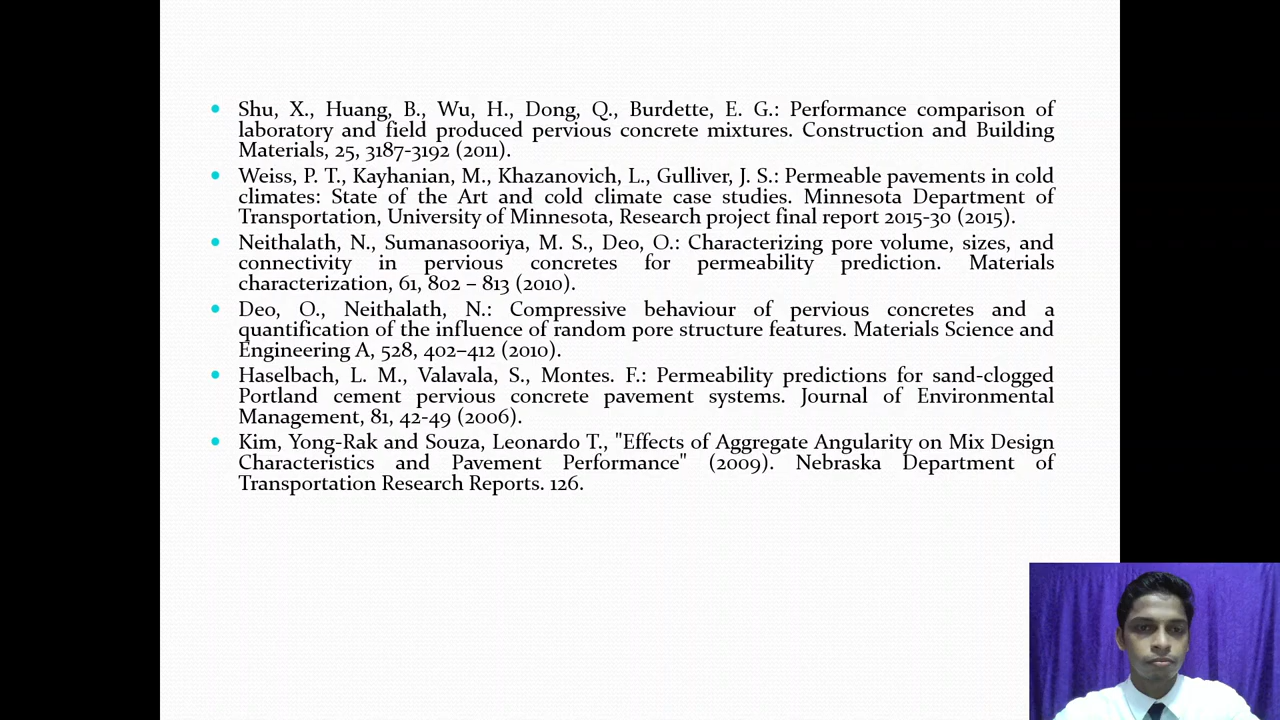 • Shu, X., Huang, B., Wu, H., Dong, Q., Burdette, E. G.: Performance comparison of
laboratory and field produced pervious concrete mixtures. Construction and Building
Materials, 25, 3187-3192 (2011).
• Weiss, P. T., Kayhanian, M., Khazanovich, L., Gulliver, J. S.: Permeable pavements in cold
climates: State of the Art and cold climate case studies. Minnesota Department of
Transportation, University of Minnesota, Research project final report 2015-30 (2015).
• Neithalath, N., Sumanasooriya, M. S., Deo, O.: Characterizing pore volume, sizes, and
connectivity in pervious concretes for permeability prediction. Materials
characterization, 61, 802 – 813 (2010).
• Deo, O., Neithalath, N.: Compressive behaviour of pervious concretes and a
quantification of the influence of random pore structure features. Materials Science and
Engineering A, 528, 402–412 (2010).
• Haselbach, L. M., Valavala, S., Montes. F.: Permeability predictions for sand-clogged
Portland cement pervious concrete pavement systems. Journal of Environmental
Management, 81, 42-49 (2006).
• Kim, Yong-Rak and Souza, Leonardo T., "Effects of Aggregate Angularity on Mix Design
Characteristics and Pavement Performance" (2009). Nebraska Department of
Transportation Research Reports. 126.